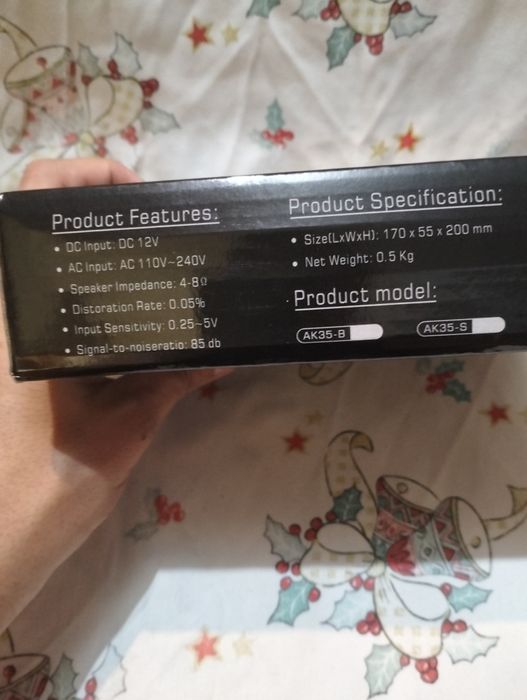 Product Features:
• DC Input: DC 12V
• AC Input: AC 110V~240V
• Speaker Impedance: 4-8Ω
• Distoration Rate: 0.05%
• Input Sensitivity: 0.25~5V
• Signal-to-noiseratio: 85 db
Product Specification:
• Size(LxWxH): 170 x 55 x 200 mm
• Net Weight: 0.5 Kg
Product model:
AK35-B
AK35-S